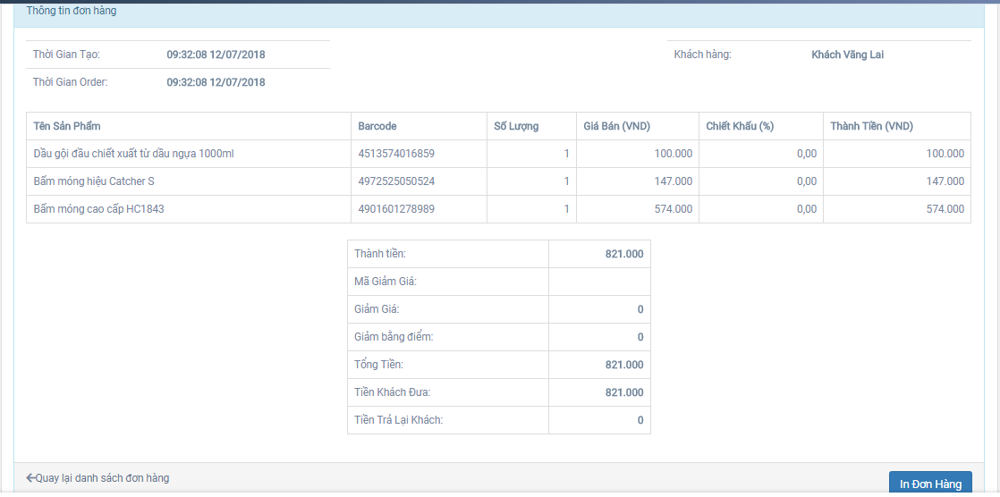 Thông tin đơn hàng
Thời Gian Tạo: 09:32:08 12/07/2018 Khách hàng: Khách Vãng Lai
Thời Gian Order: 09:32:08 12/07/2018
Tên Sản Phẩm Barcode Số Lượng Giá Bán (VND) Chiết Khấu (%) Thành Tiền (VND)
Dầu gội đầu chiết xuất từ dầu ngựa 1000ml 4513574016859 1 100.000 0,00 100.000
Bấm móng hiệu Catcher S 4972525050524 1 147.000 0,00 147.000
Bấm móng cao cấp HC1843 4901601278989 1 574.000 0,00 574.000
Thành tiền: 821.000
Mã Giảm Giá:
Giảm Giá: 0
Giảm bằng điểm: 0
Tổng Tiền: 821.000
Tiền Khách Đưa: 821.000
Tiền Trả Lại Khách: 0
Quay lại danh sách đơn hàng In Đơn Hàng